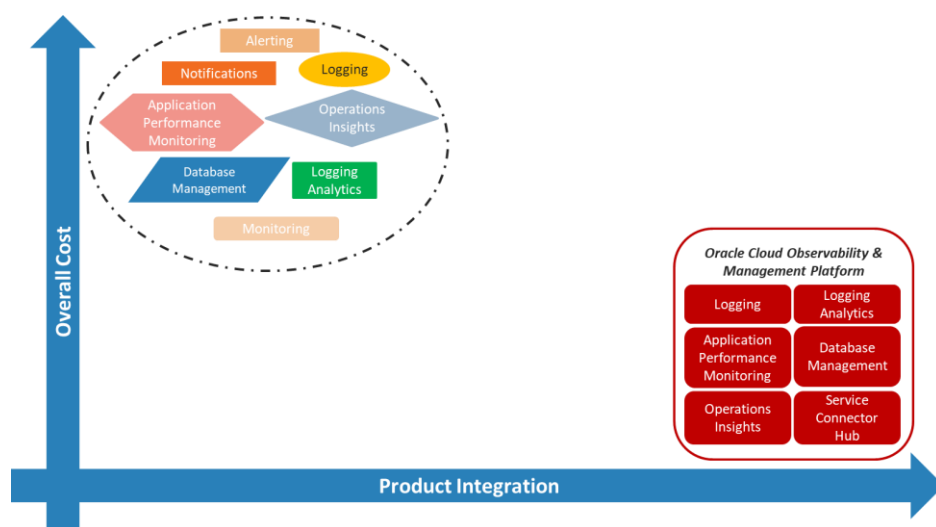 Alerting
Notifications
Logging
Application
Performance
Monitoring
Operations
Insights
Database
Management
Logging
Analytics
Monitoring
Overall Cost
Oracle Cloud Observability &
Management Platform
Logging
Logging
Analytics
Application
Performance
Monitoring
Database
Management
Operations
Insights
Service
Connector
Hub
Product Integration